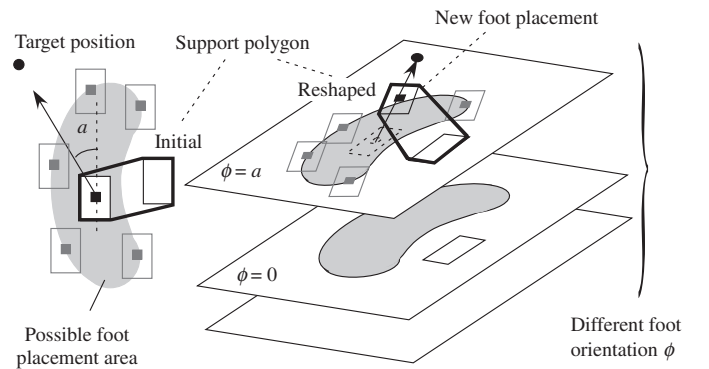 New foot placement
Target position
Support polygon
Reshaped
a
Initial
ϕ = a
ϕ = 0
Possible foot
placement area
Different foot
orientation ϕ